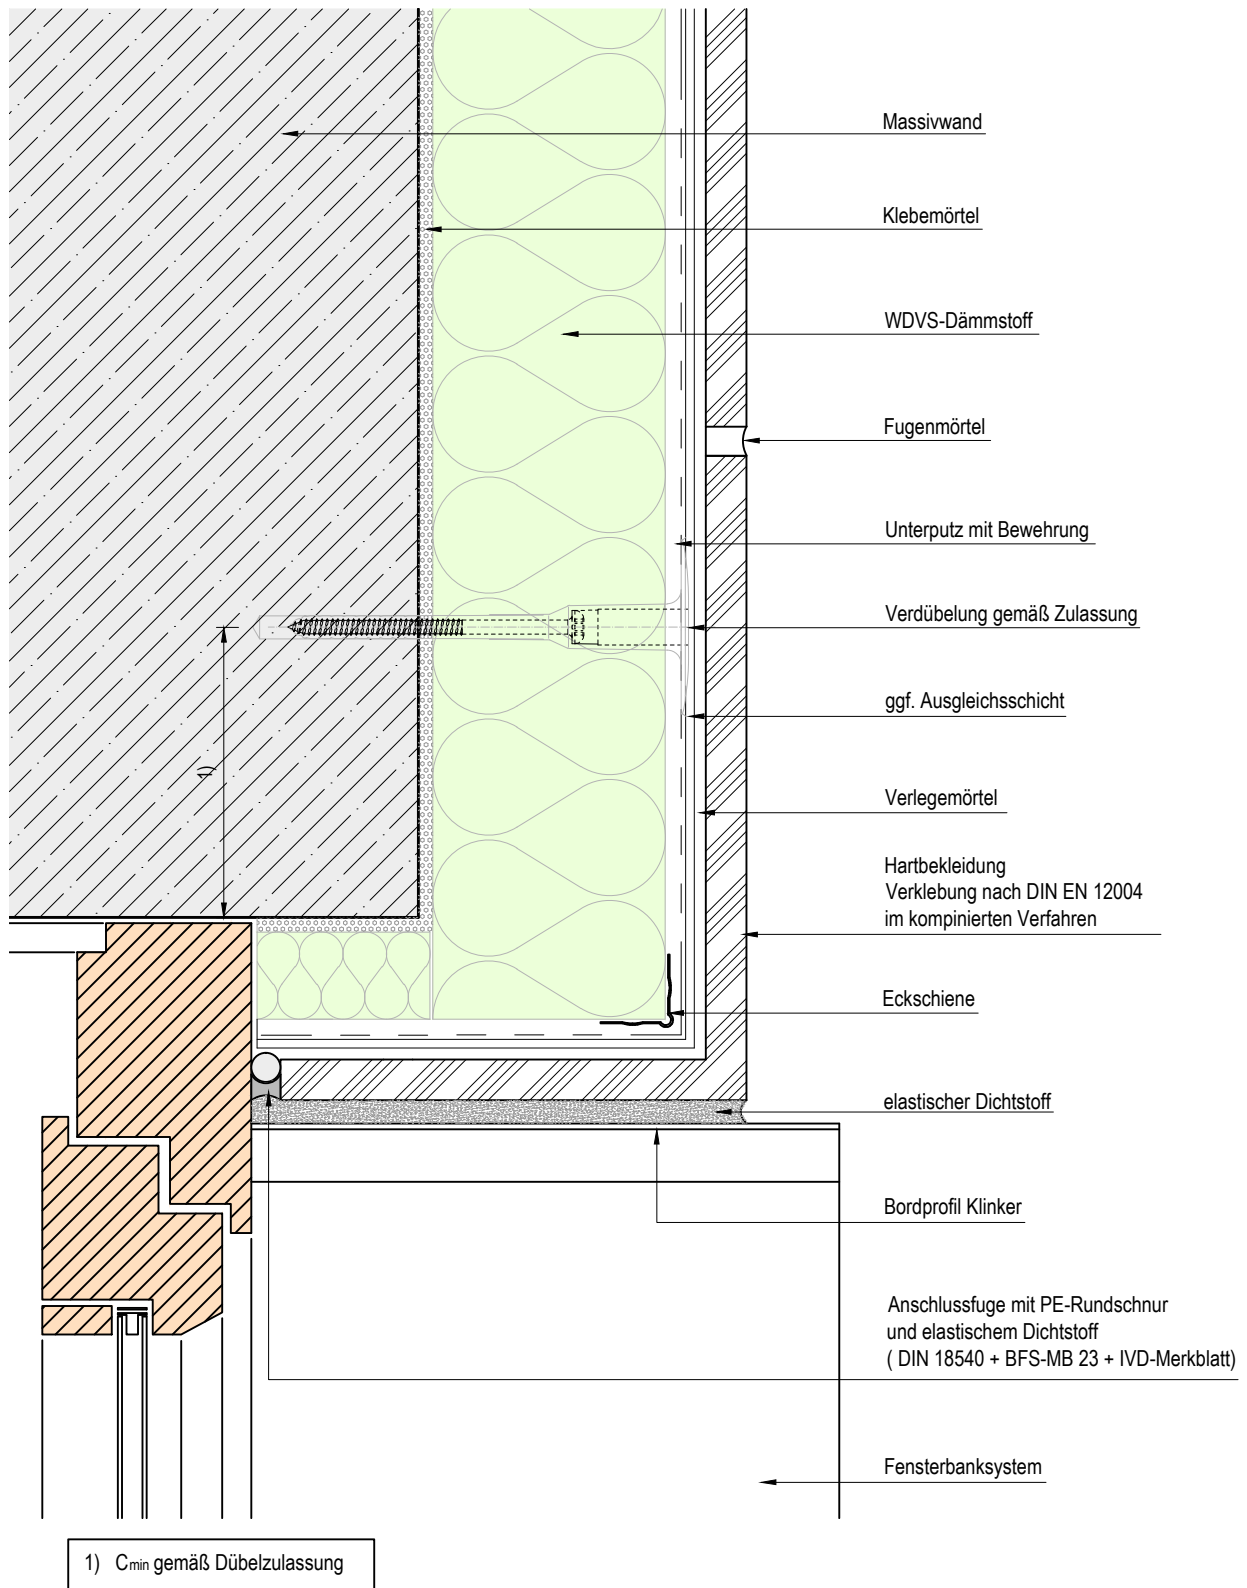 Massivwand
Klebemörtel
WDVS-Dämmstoff
Fugenmörtel
Unterputz mit Bewehrung
Verdübelung gemäß Zulassung
ggf. Ausgleichsschicht
1)
Verlegemörtel
Hartbekleidung
Verklebung nach DIN EN 12004
im kompinierten Verfahren
Eckschiene
elastischer Dichtstoff
Bordprofil Klinker
Anschlussfuge mit PE-Rundschnur
und elastischem Dichtstoff
( DIN 18540 + BFS-MB 23 + IVD-Merkblatt)
Fensterbanksystem
1) Cmin gemäß Dübelzulassung